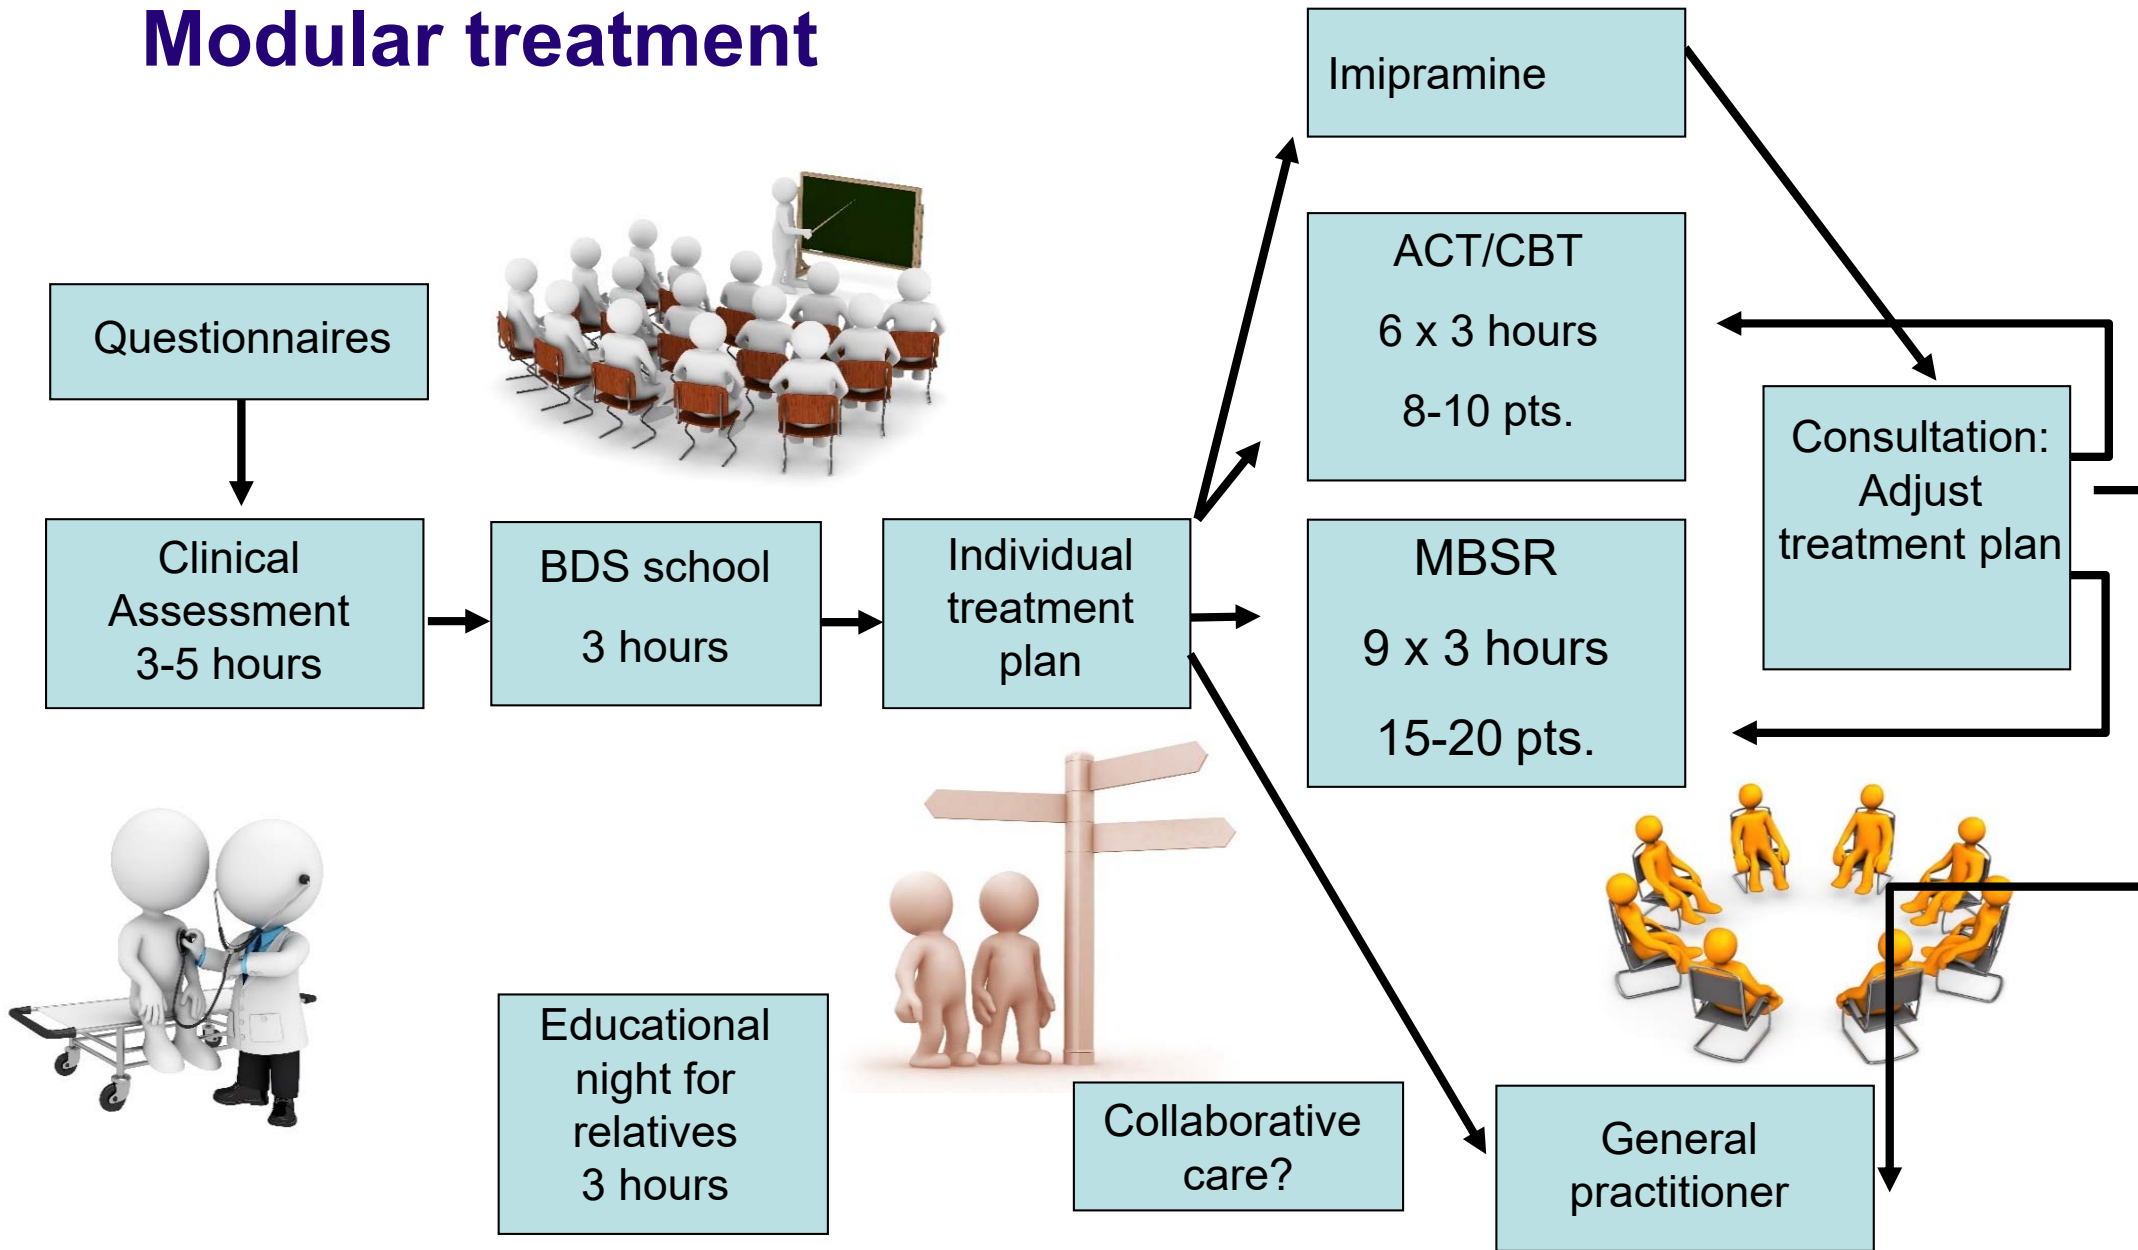 Modular treatment
Imipramine
ACT/CBT
6 x 3 hours
8-10 pts.
Questionnaires
Consultation:
Adjust
treatment plan
Clinical
Assessment
3-5 hours
BDS school
3 hours
Individual
treatment
plan
MBSR
9 x 3 hours
15-20 pts.
Educational
night for
relatives
3 hours
Collaborative
care?
General
practitioner